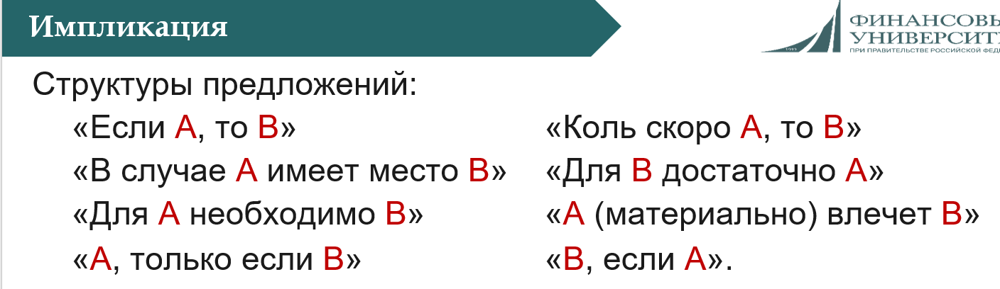 Импликация
ФИНАНСОВЫ
УНИВЕРСИТ
ПРИ ПРАВИТЕЛЬСТВЕ РОССИЙСКОЙ ФЕД
Структуры предложений:
«Если A, то B» «Коль скоро A, то B»
«В случае A имеет место B» «Для B достаточно A»
«Для A необходимо B» «A (материально) влечет B»
«A, только если B» «B, если A».